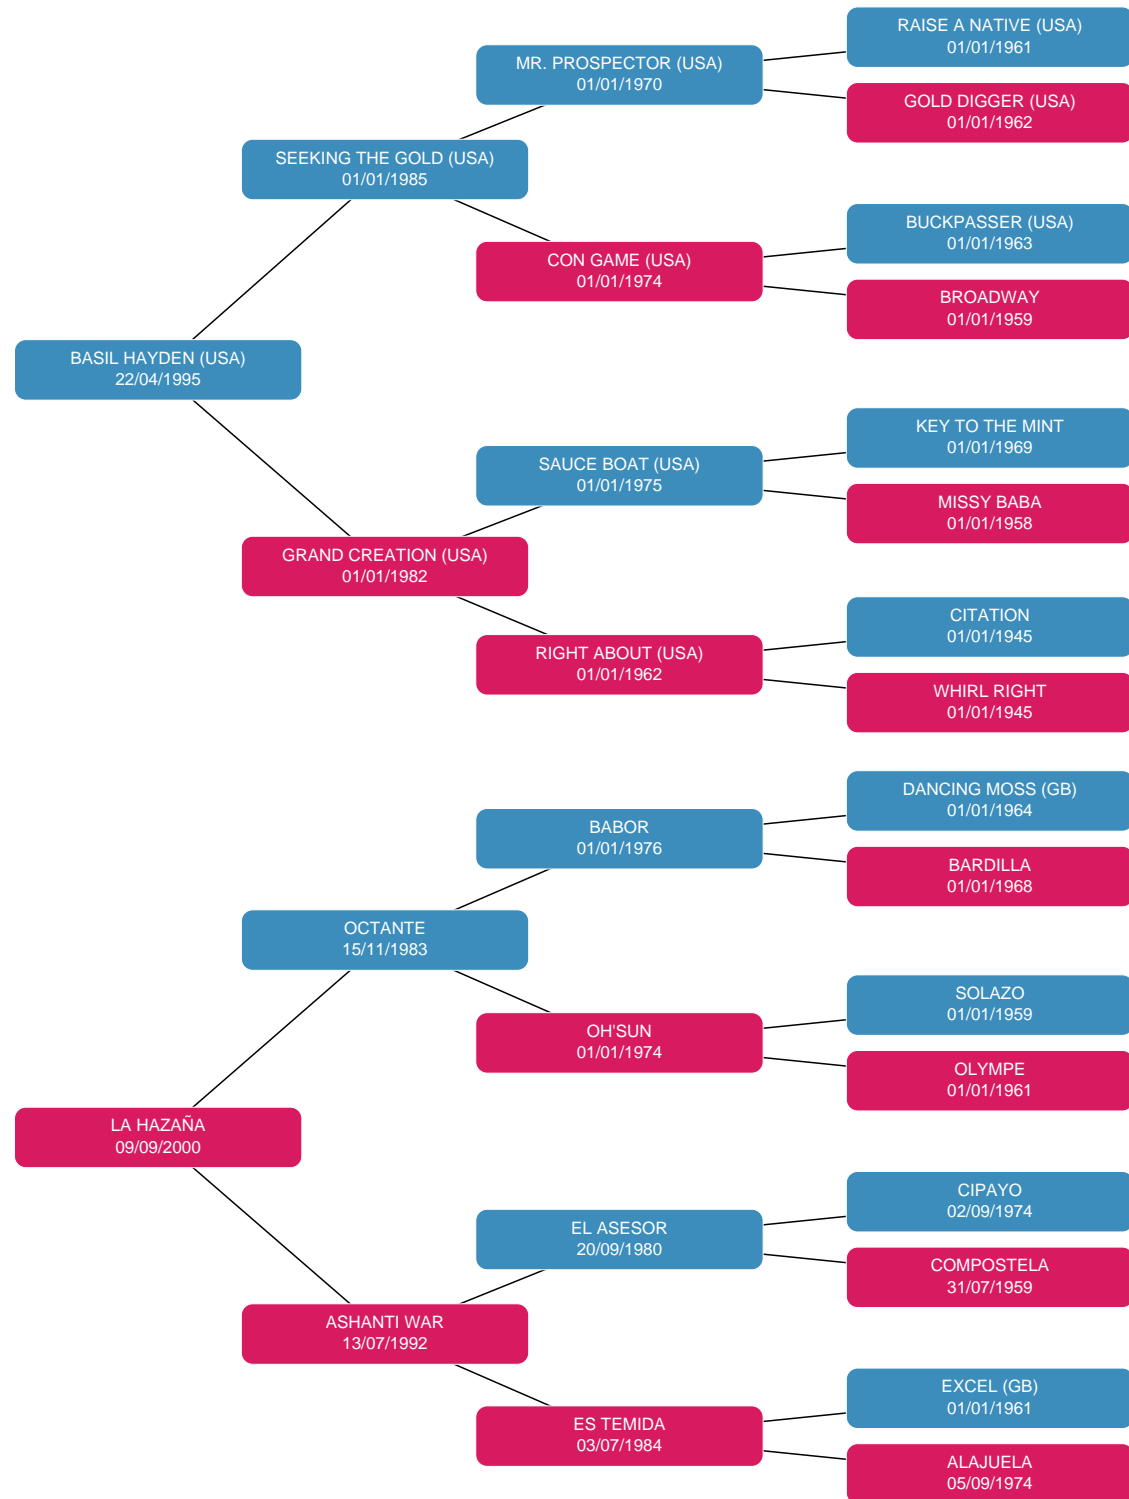 RAISE A NATIVE (USA)
01/01/1961
MR. PROSPECTOR (USA)
01/01/1970
GOLD DIGGER (USA)
01/01/1962
SEEKING THE GOLD (USA)
01/01/1985
BUCKPASSER (USA)
01/01/1963
CON GAME (USA)
01/01/1974
BROADWAY
01/01/1959
BASIL HAYDEN (USA)
22/04/1995
KEY TO THE MINT
01/01/1969
SAUCE BOAT (USA)
01/01/1975
MISSY BABA
01/01/1958
GRAND CREATION (USA)
01/01/1982
CITATION
01/01/1945
RIGHT ABOUT (USA)
01/01/1962
WHIRL RIGHT
01/01/1945
DANCING MOSS (GB)
01/01/1964
BABOR
01/01/1976
BARDILLA
01/01/1968
OCTANTE
15/11/1983
SOLAZO
01/01/1959
OH'SUN
01/01/1974
OLYMPE
01/01/1961
LA HAZAÑA
09/09/2000
CIPAYO
02/09/1974
EL ASESOR
20/09/1980
COMPOSTELA
31/07/1959
ASHANTI WAR
13/07/1992
EXCEL (GB)
01/01/1961
ES TEMIDA
03/07/1984
ALAJUELA
05/09/1974